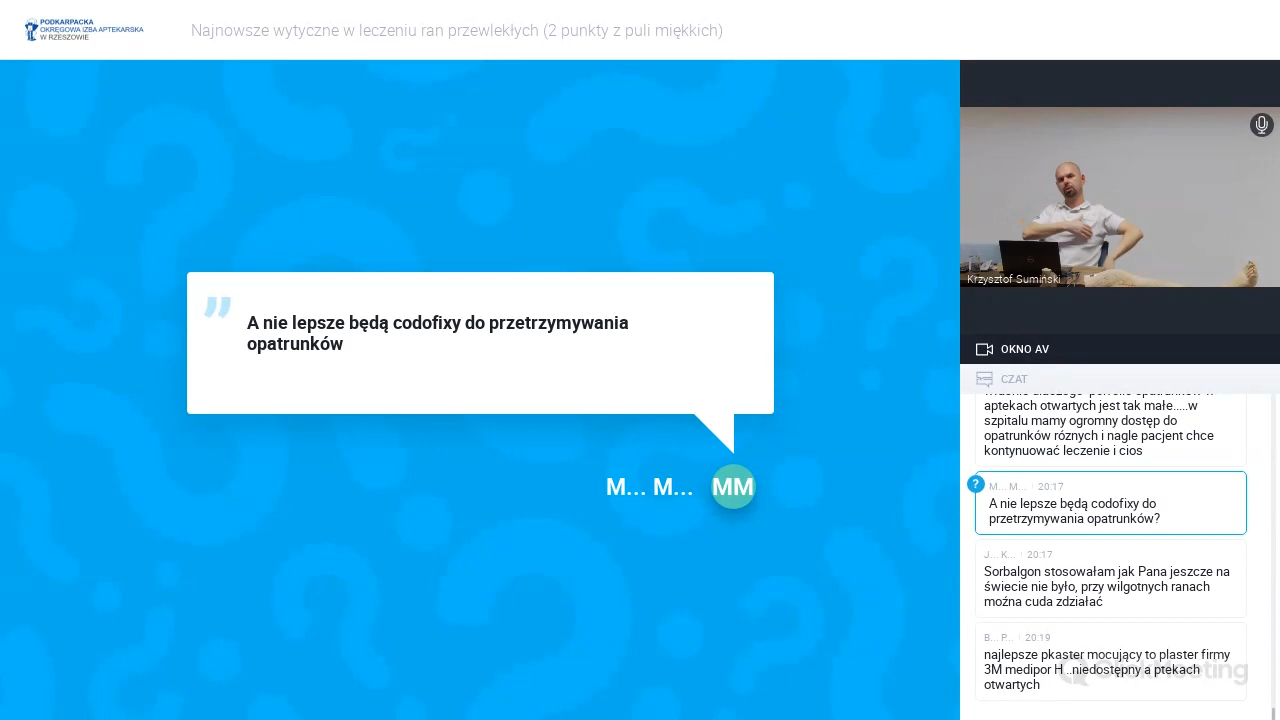 PODKARPACKA
OKRĘGOWA IZBA APTEKARSKA
W RZESZOWIE
Najnowsze wytyczne w leczeniu ran przewlekłych (2 punkty z puli miękkich)
A nie lepsze będą codofixy do przetrzymywania
opatrunków
M... M...
MM
Krzysztof Sumiński
OKNO AV
CZAT
aptekach otwartych jest tak małe.....w
szpitalu mamy ogromny dostęp do
opatrunków róznych i nagle pacjent chce
kontynuować leczenie i cios
?
M... M... 20:17
A nie lepsze będą codofixy do
przetrzymywania opatrunków?
J... K... 20:17
Sorbalgon stosowałam jak Pana jeszcze na
świecie nie było, przy wilgotnych ranach
moźna cuda zdziałać
B... P... 20:19
najlepsze pkaster mocujący to plaster firmy
3M medipor H ..niedostępny a ptekach
otwartych
ClickMeeting